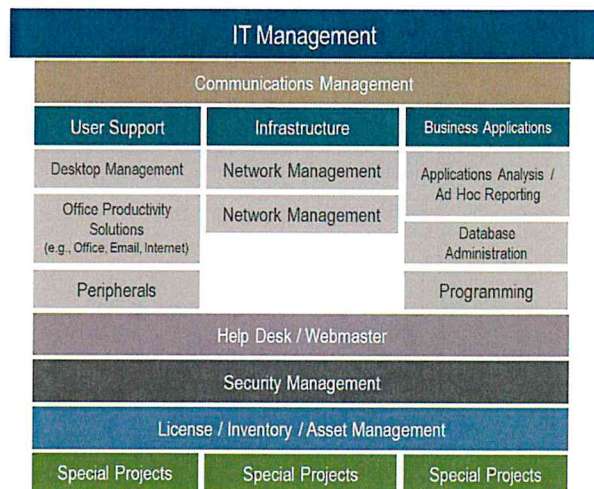 IT Management
Communications Management
User Support
Infrastructure
Business Applications
Desktop Management
Network Management
Applications Analysis /
Ad Hoc Reporting
Office Productivity
Solutions
(e.g., Office, Email, Internet)
Network Management
Database
Administration
Peripherals
Programming
Help Desk / Webmaster
Security Management
License / Inventory / Asset Management
Special Projects
Special Projects
Special Projects